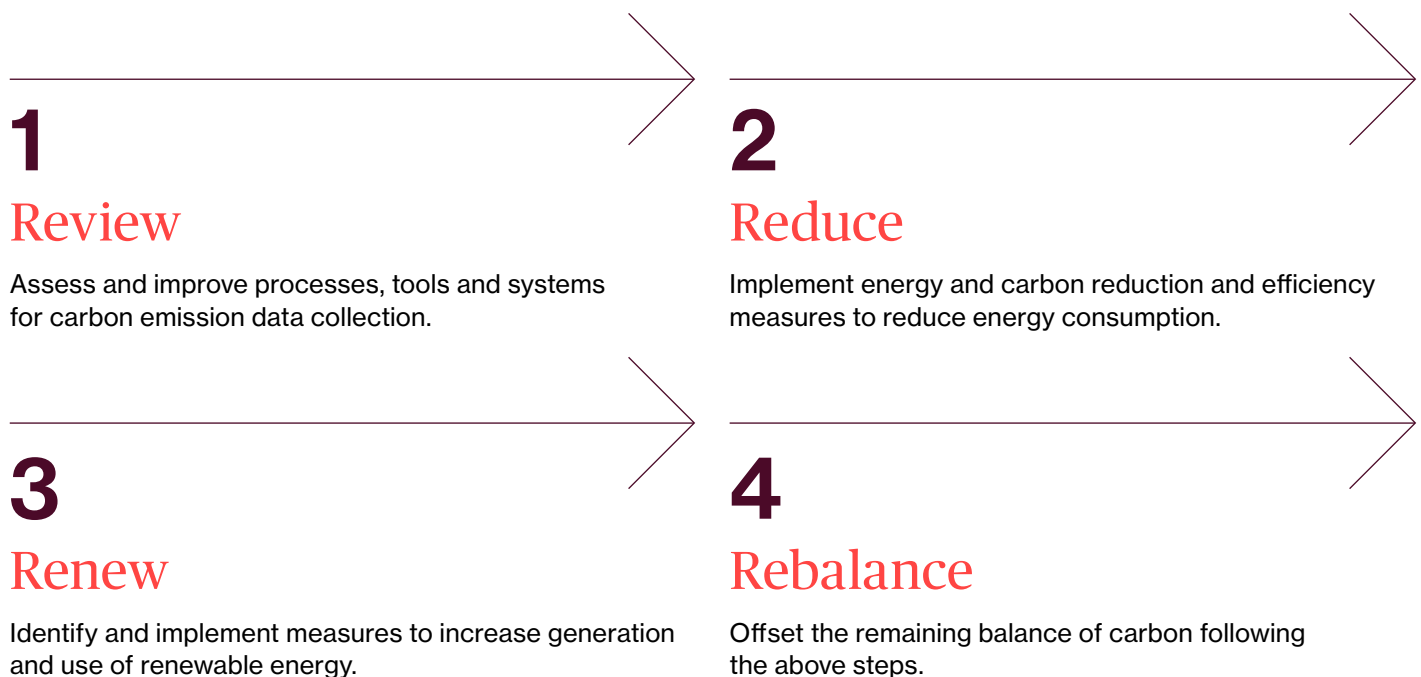 1
Review
Assess and improve processes, tools and systems
for carbon emission data collection.
2
Reduce
Implement energy and carbon reduction and efficiency
measures to reduce energy consumption.
3
Renew
Identify and implement measures to increase generation
and use of renewable energy.
4
Rebalance
Offset the remaining balance of carbon following
the above steps.